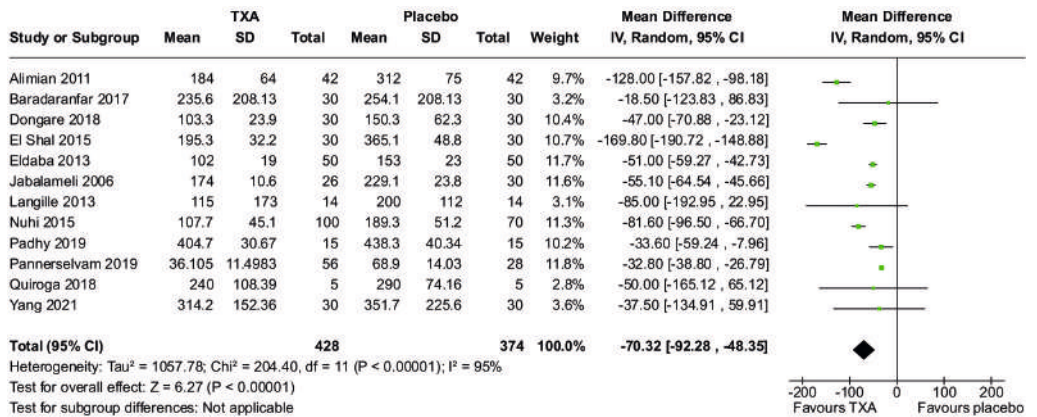 TXA Placebo Mean Difference Mean Difference
Study or Subgroup Mean SD Total Mean SD Total Weight IV, Random, 95% CI IV, Random, 95% CI
Alimian 2011 184 64 42 312 75 42 9.7% -128.00 [-157.82 , -98.18]
Baradaranfar 2017 235.6 208.13 30 254.1 208.13 30 3.2% -18.50 [-123.83 , 86.83]
Dongare 2018 103.3 23.9 30 150.3 62.3 30 10.4% -47.00 [-70.88 , -23.12]
El Shal 2015 195.3 32.2 30 365.1 48.8 30 10.7% -169.80 [-190.72 , -148.88]
Eldaba 2013 102 19 50 153 23 50 11.7% -51.00 [-59.27 , -42.73]
Jabalameli 2006 174 10.6 26 229.1 23.8 30 11.6% -55.10 [-64.54 , -45.66]
Langille 2013 115 173 14 200 112 14 3.1% -85.00 [-192.95 , 22.95]
Nuhi 2015 107.7 45.1 100 189.3 51.2 70 11.3% -81.60 [-96.50 , -66.70]
Padhy 2019 404.7 30.67 15 438.3 40.34 15 10.2% -33.60 [-59.24 , -7.96]
Pannerselvam 2019 36.105 11.4983 56 68.9 14.03 28 11.8% -32.80 [-38.80 , -26.79]
Quiroga 2018 240 108.39 5 290 74.16 5 2.8% -50.00 [-165.12 , 65.12]
Yang 2021 314.2 152.36 30 351.7 225.6 30 3.6% -37.50 [-134.91 , 59.91]
Total (95% CI) 428 374 100.0% -70.32 [-92.28 , -48.35]
Heterogeneity: Tau² = 1057.78; Chi² = 204.40, df = 11 (P < 0.00001); I² = 95%
Test for overall effect: Z = 6.27 (P < 0.00001)
-200 -100 0 100 200
Test for subgroup differences: Not applicable Favours TXA Favours placebo